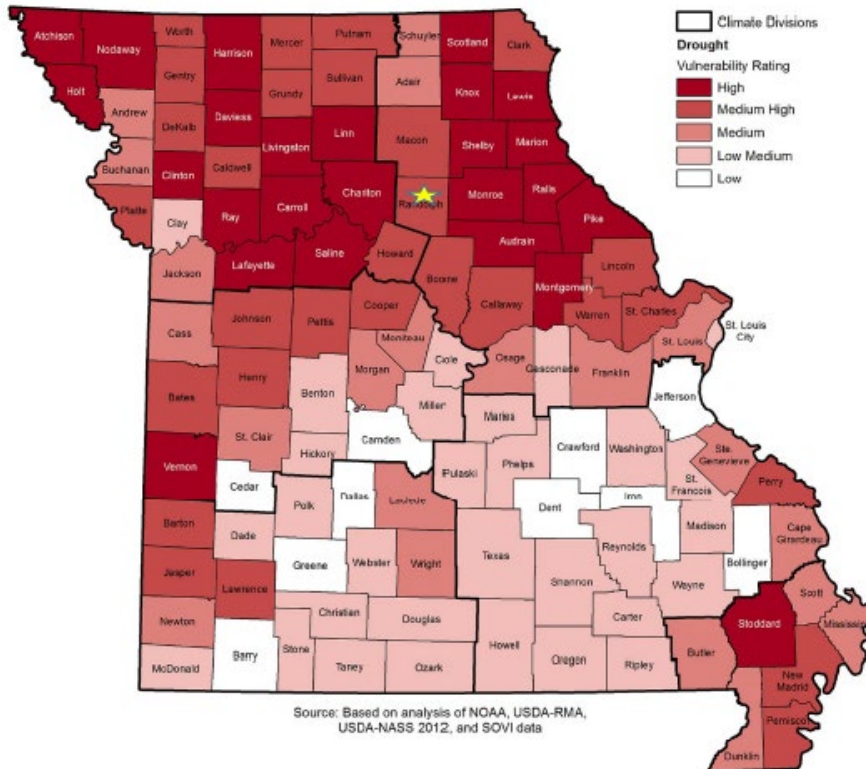 Climate Divisions
Drought
Vulnerability Rating
High
Medium High
Medium
Low Medium
Low
Atchison
Nodaway
Worth
Harrison
Mercer
Putnam
Schuyler
Scotland
Clark
Holt
Gentry
Sullivan
Adair
Knox
Lewis
Andrew
DeKalb
Daviess
Grundy
Linn
Macon
Shelby
Marion
Buchanan
Clinton
Caldwell
Livingston
Chariton
Randolph
Monroe
Ralls
Platte
Clay
Ray
Carroll
Pike
Audrain
Jackson
Lafayette
Saline
Howard
Boone
Callaway
Montgomery
Lincoln
Warren
St. Charles
St. Louis
St. Louis
City
Cass
Johnson
Pettis
Cooper
Moniteau
Cole
Osage
Gasconade
Franklin
Jefferson
Bates
Henry
Benton
Morgan
Miller
Maries
St. Clair
Hickory
Camden
Pulaski
Phelps
Crawford
Washington
Ste.
Genevieve
St.
Francois
Perry
Vernon
Cedar
Polk
Dallas
Laclede
Dent
Iron
Madison
Cape
Girardeau
Bollinger
Barton
Dade
Greene
Webster
Wright
Texas
Reynolds
Shannon
Wayne
Jasper
Lawrence
Christian
Douglas
Carter
Stoddard
Scott
Mississippi
Newton
Stone
Howell
Oregon
Ripley
Butler
New
Madrid
McDonald
Barry
Taney
Ozark
Pemiscot
Dunklin
Source: Based on analysis of NOAA, USDA-RMA,
USDA-NASS 2012, and SOVI data